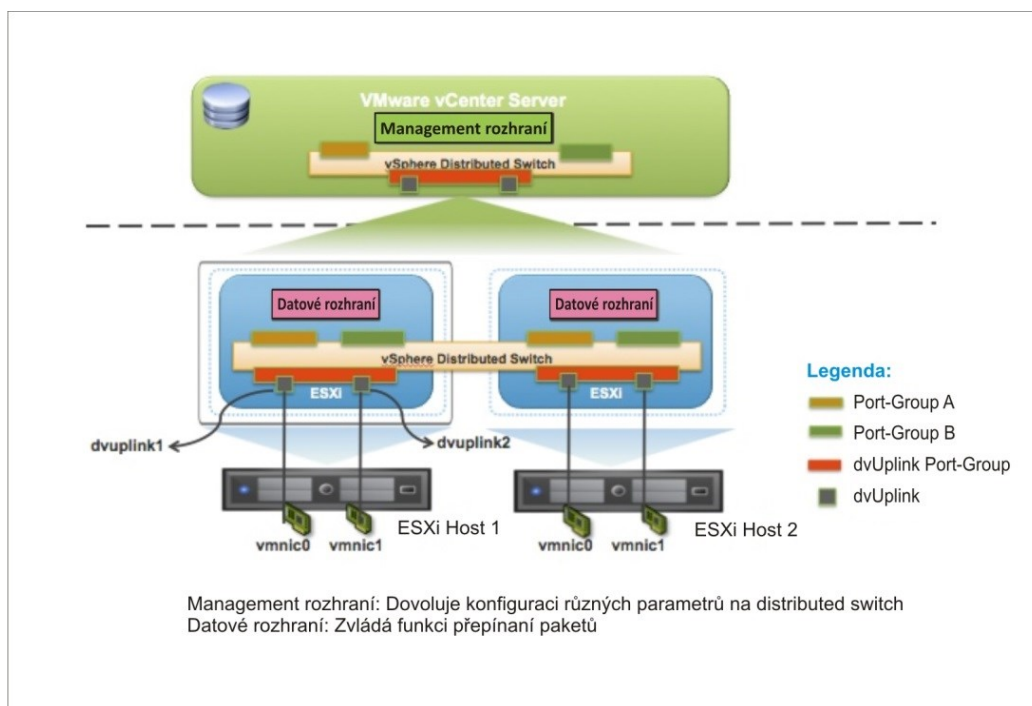 VMware vCenter Server
Management rozhraní
vSphere Distributed Switch
Datové rozhraní
Datové rozhraní
vSphere Distributed Switch
ESXi
ESXi
dvuplink1
dvuplink2
Legenda:
Port-Group A
Port-Group B
dvUplink Port-Group
dvUplink
ESXi Host 1
ESXi Host 2
vmnic0
vmnic1
vmnic0
vmnic1
Management rozhraní: Dovoluje konfiguraci různých parametrů na distributed switch
Datové rozhraní: Zvládá funkci přepínaní paketů